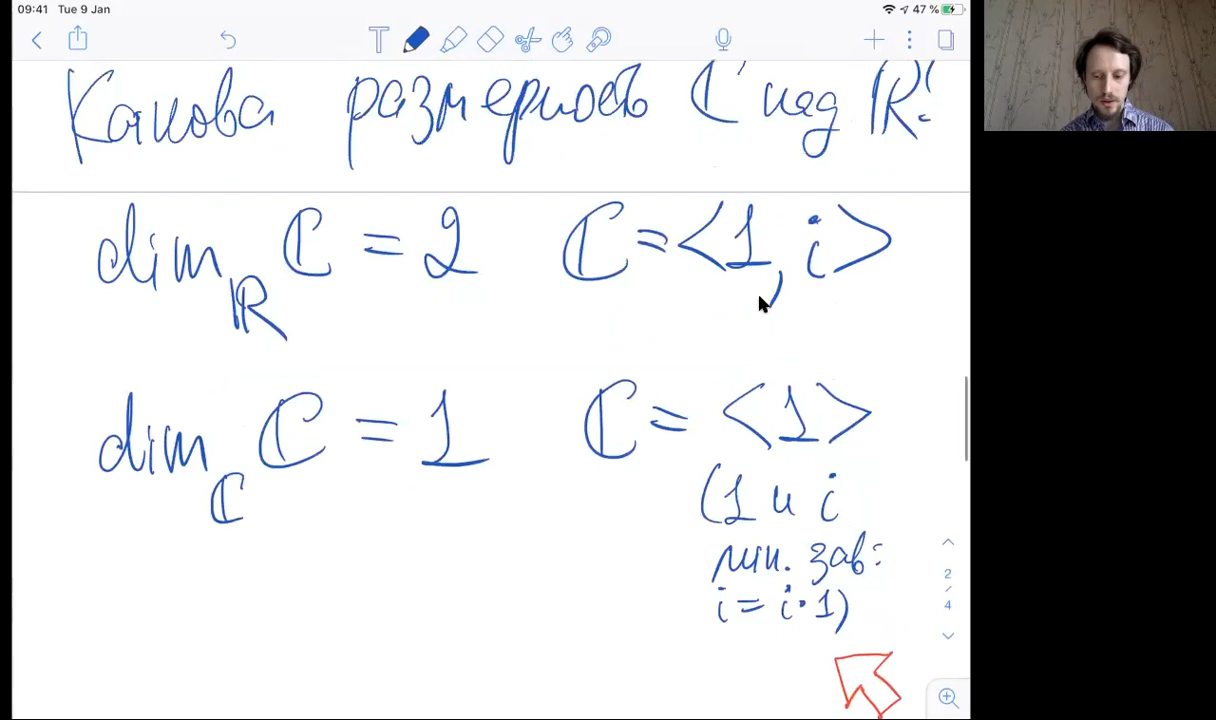 09:41 Tue 9 Jan
47 %
T
Какова размерность ℂ над ℝ?
dim_ℝ ℂ = 2 ℂ = <1, i>
dim_ℂ ℂ = 1 ℂ = <1>
(1 и i
лин. зав:
i = i·1)
2
/
4